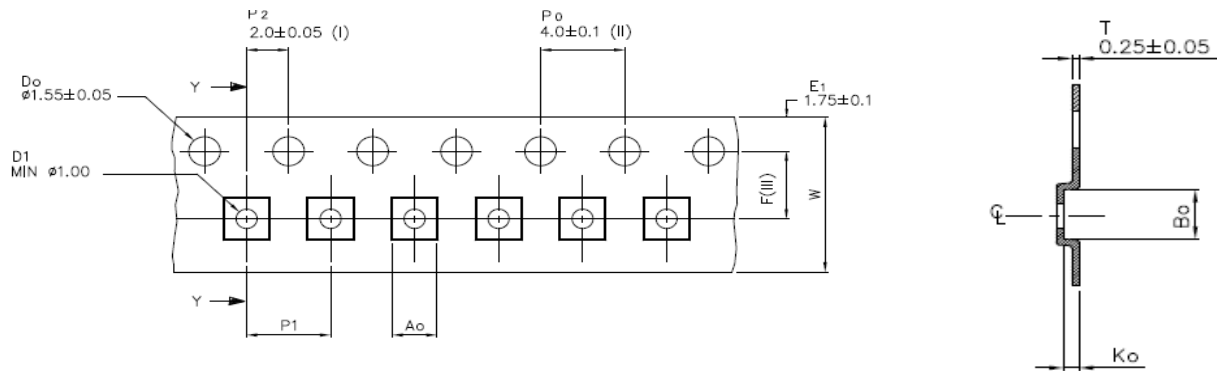 P2
2.0±0.05 (I)
Po
4.0±0.1 (II)
T
0.25±0.05
Do
ø1.55±0.05
Y
E1
1.75±0.1
D1
MIN ø1.00
F(III)
W
℄
Bo
Y
P1
Ao
Ko